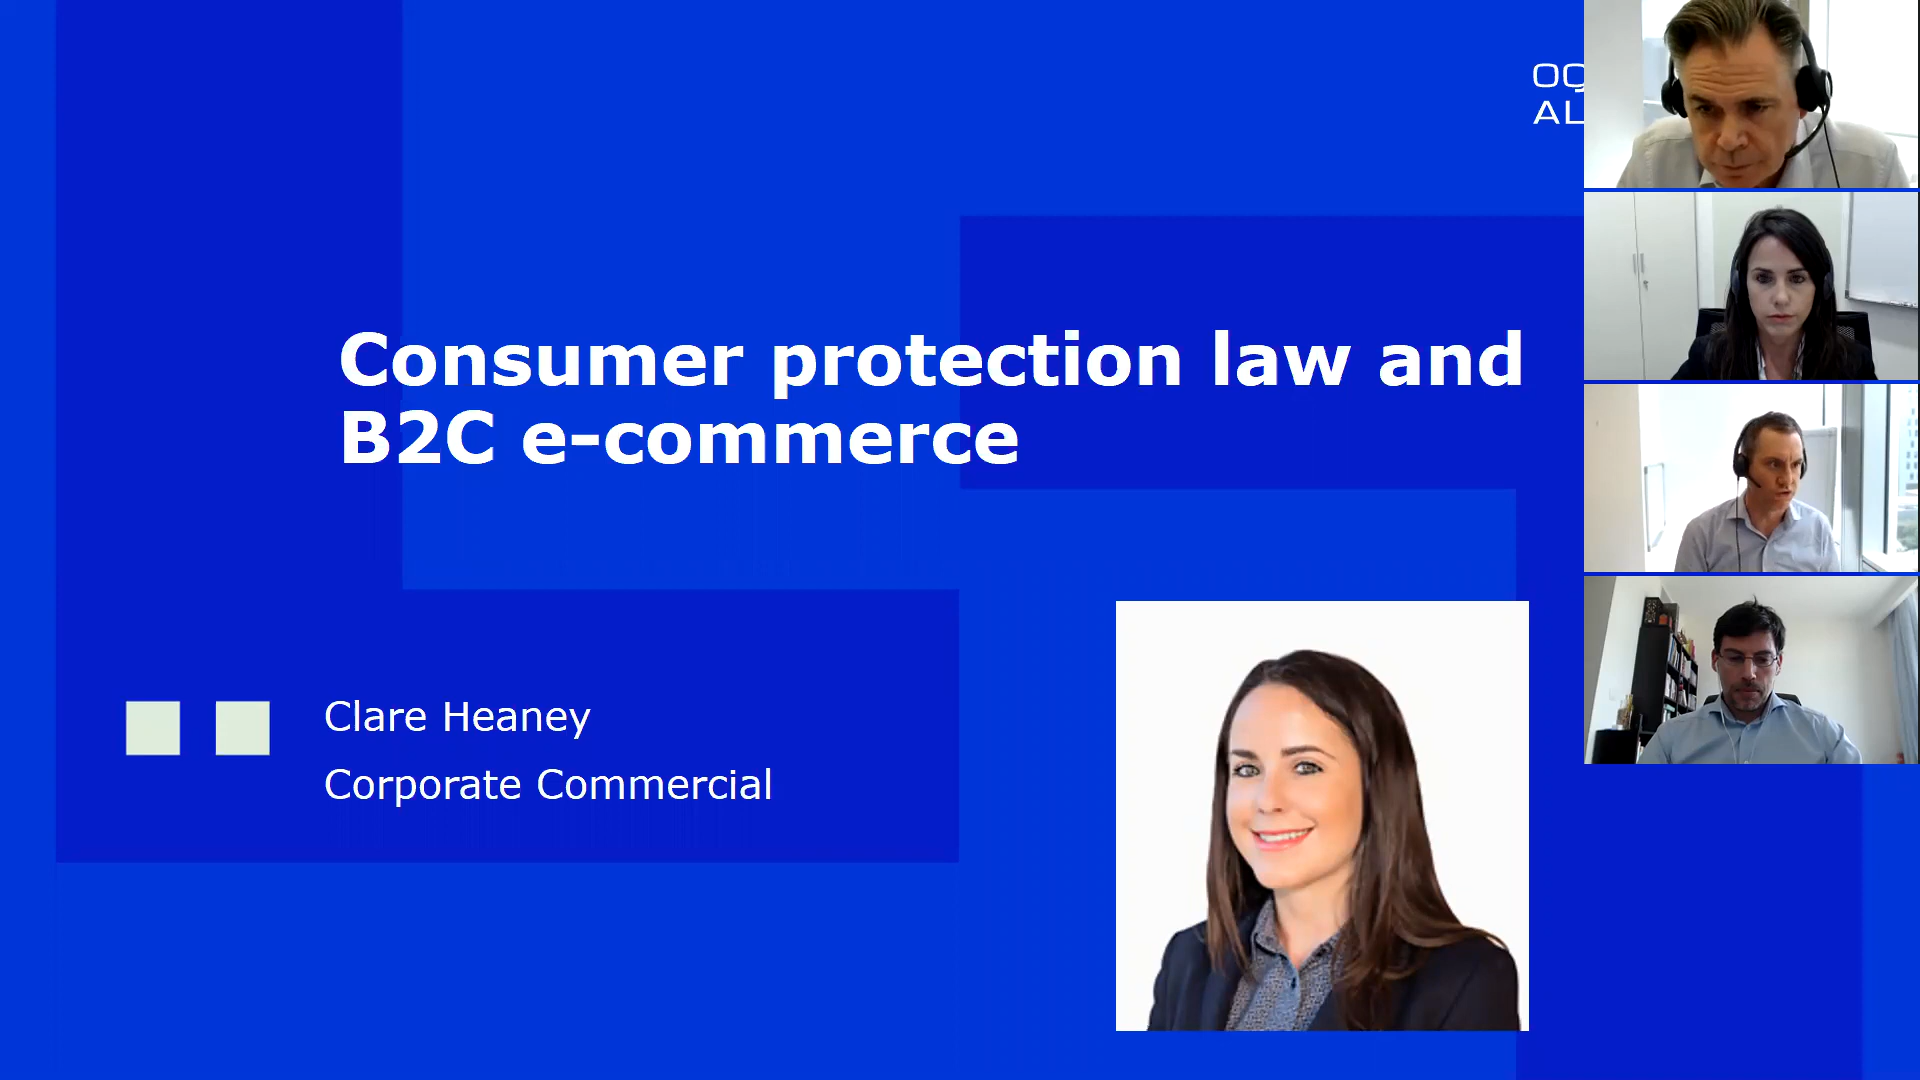 Consumer protection law and
B2C e-commerce
Clare Heaney
Corporate Commercial